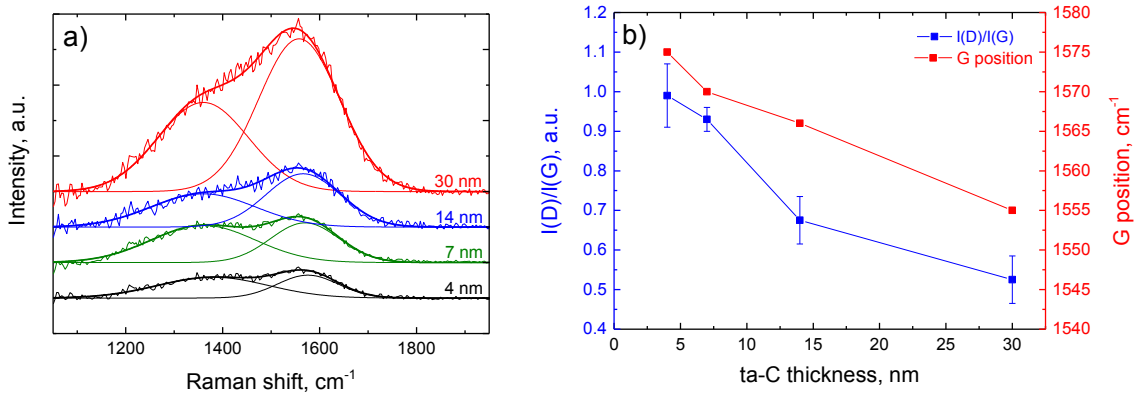 a)
Intensity, a.u.
30 nm
14 nm
7 nm
4 nm
1200 1400 1600 1800
Raman shift, cm⁻¹
b)
I(D)/I(G)
G position
1.2
1.1
1.0
0.9
0.8
0.7
0.6
0.5
0.4
I(D)/I(G), a.u.
1580
1575
1570
1565
1560
1555
1550
1545
1540
G position, cm⁻¹
0 5 10 15 20 25 30
ta-C thickness, nm